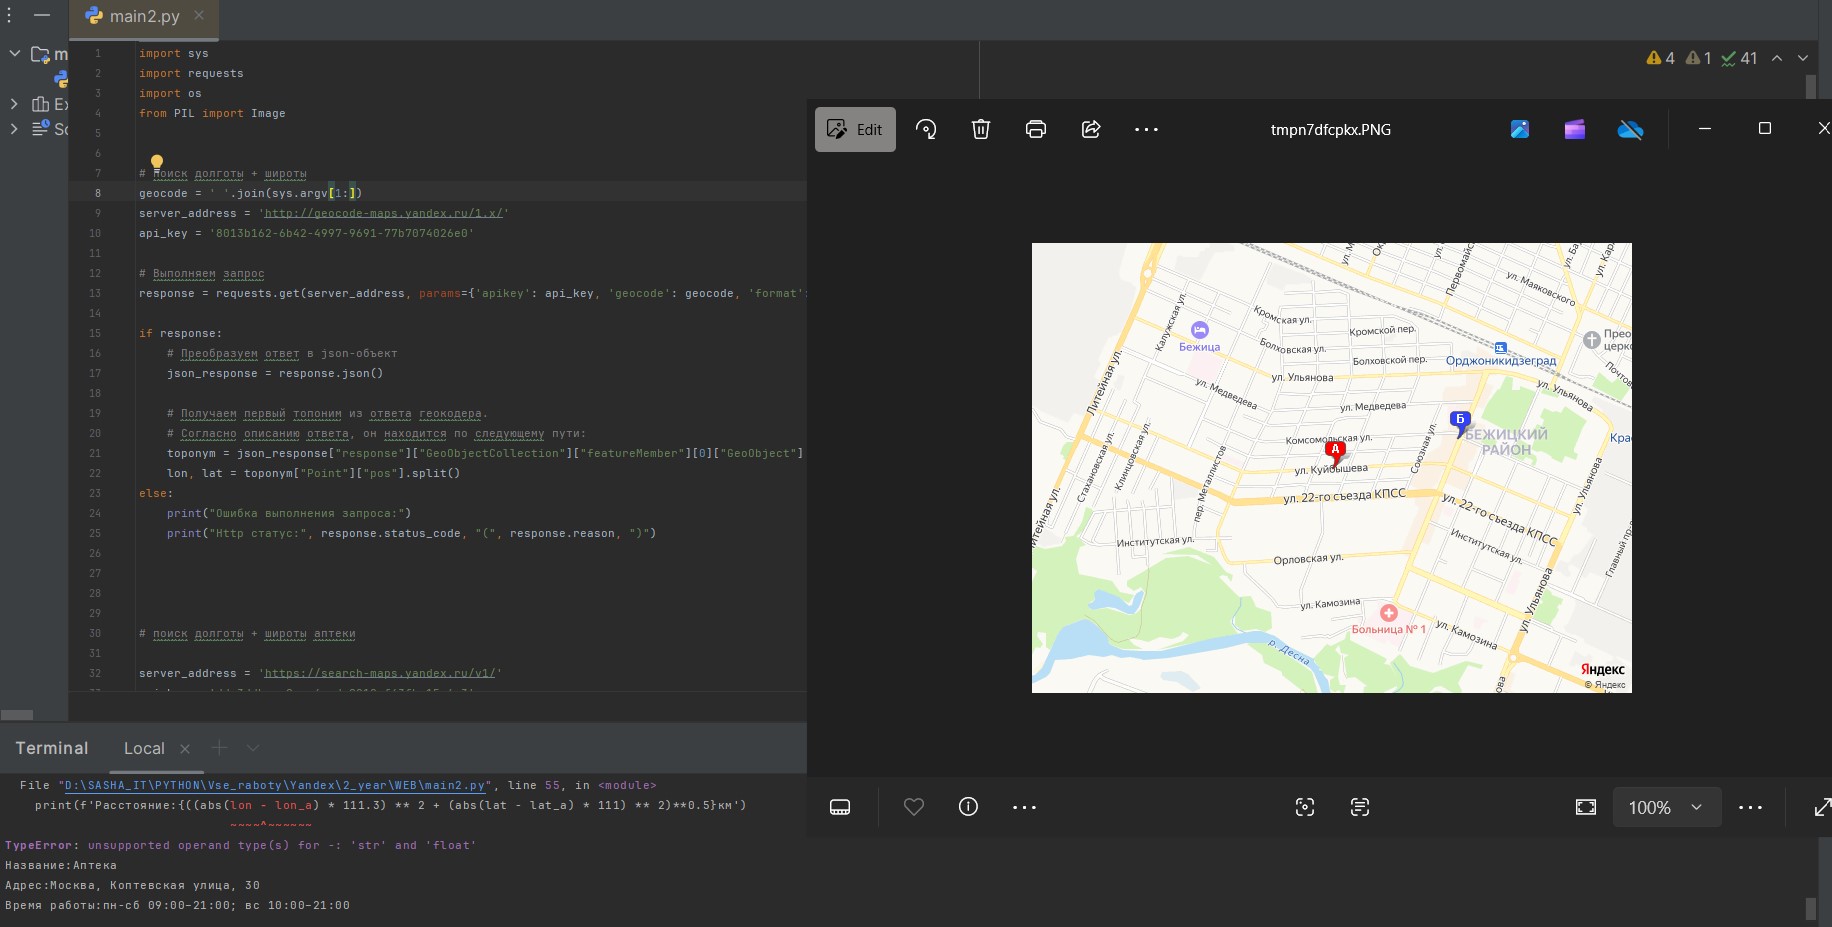 main2.py
1 import sys
2 import requests
3 import os
4 from PIL import Image
5
6
7 # Поиск долготы + широты
8 geocode = ' '.join(sys.argv[1:])
9 server_address = 'http://geocode-maps.yandex.ru/1.x/'
10 api_key = '8013b162-6b42-4997-9691-77b7074026e0'
11
12 # Выполняем запрос
13 response = requests.get(server_address, params={'apikey': api_key, 'geocode': geocode, 'format':
14
15 if response:
16 # Преобразуем ответ в json-объект
17 json_response = response.json()
18
19 # Получаем первый топоним из ответа геокодера.
20 # Согласно описанию ответа, он находится по следующему пути:
21 toponym = json_response["response"]["GeoObjectCollection"]["featureMember"][0]["GeoObject"]
22 lon, lat = toponym["Point"]["pos"].split()
23 else:
24 print("Ошибка выполнения запроса:")
25 print("Http статус:", response.status_code, "(", response.reason, ")")
26
27
28
29
30 # поиск долготы + широты аптеки
31
32 server_address = 'https://search-maps.yandex.ru/v1/'
4 1 41
Edit
tmpn7dfcpkx.PNG
ул. Маяковского
Калужская ул.
Кромская ул.
Кромской пер.
Бежица
Болховская ул.
Болховский пер.
Орджоникидзеград
Литейная ул.
ул. Ульянова
ул. Ульянова
ул. Медведева
ул. Медведева
Б
БЕЖИЦКИЙ
РАЙОН
Комсомольская ул.
А
Союзная ул.
ул. Куйбышева
Стахановская ул.
Клинцовская ул.
пер. Металлистов
ул. 22-го съезда КПСС
ул. 22-го съезда КПСС
ул. Ульянова
Институтская ул.
Институтская ул.
Орловская ул.
ул. Камозина
Больница № 1
ул. Камозина
ул. Ульянова
р. Десна
Яндекс
© Яндекс
100%
Terminal Local
File "D:\SASHA_IT\PYTHON\Vse_raboty\Yandex\2_year\WEB\main2.py", line 55, in <module>
print(f'Расстояние:{((abs(lon - lon_a) * 111.3) ** 2 + (abs(lat - lat_a) * 111) ** 2)**0.5}км')
~~~~^~~~~~~
TypeError: unsupported operand type(s) for -: 'str' and 'float'
Название:Аптека
Адрес:Москва, Коптевская улица, 30
Время работы:пн-сб 09:00–21:00; вс 10:00–21:00